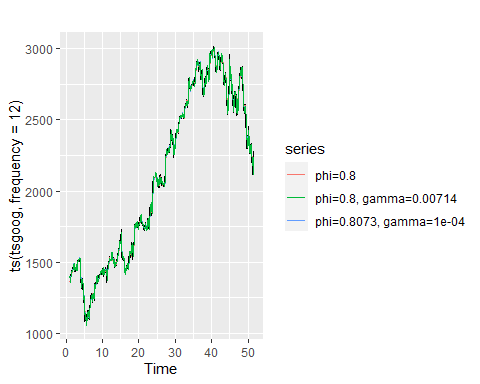 ts(tsgoog, frequency = 12)
3000
2500
2000
1500
1000
0 10 20 30 40 50
Time
series
phi=0.8
phi=0.8, gamma=0.00714
phi=0.8073, gamma=1e-04